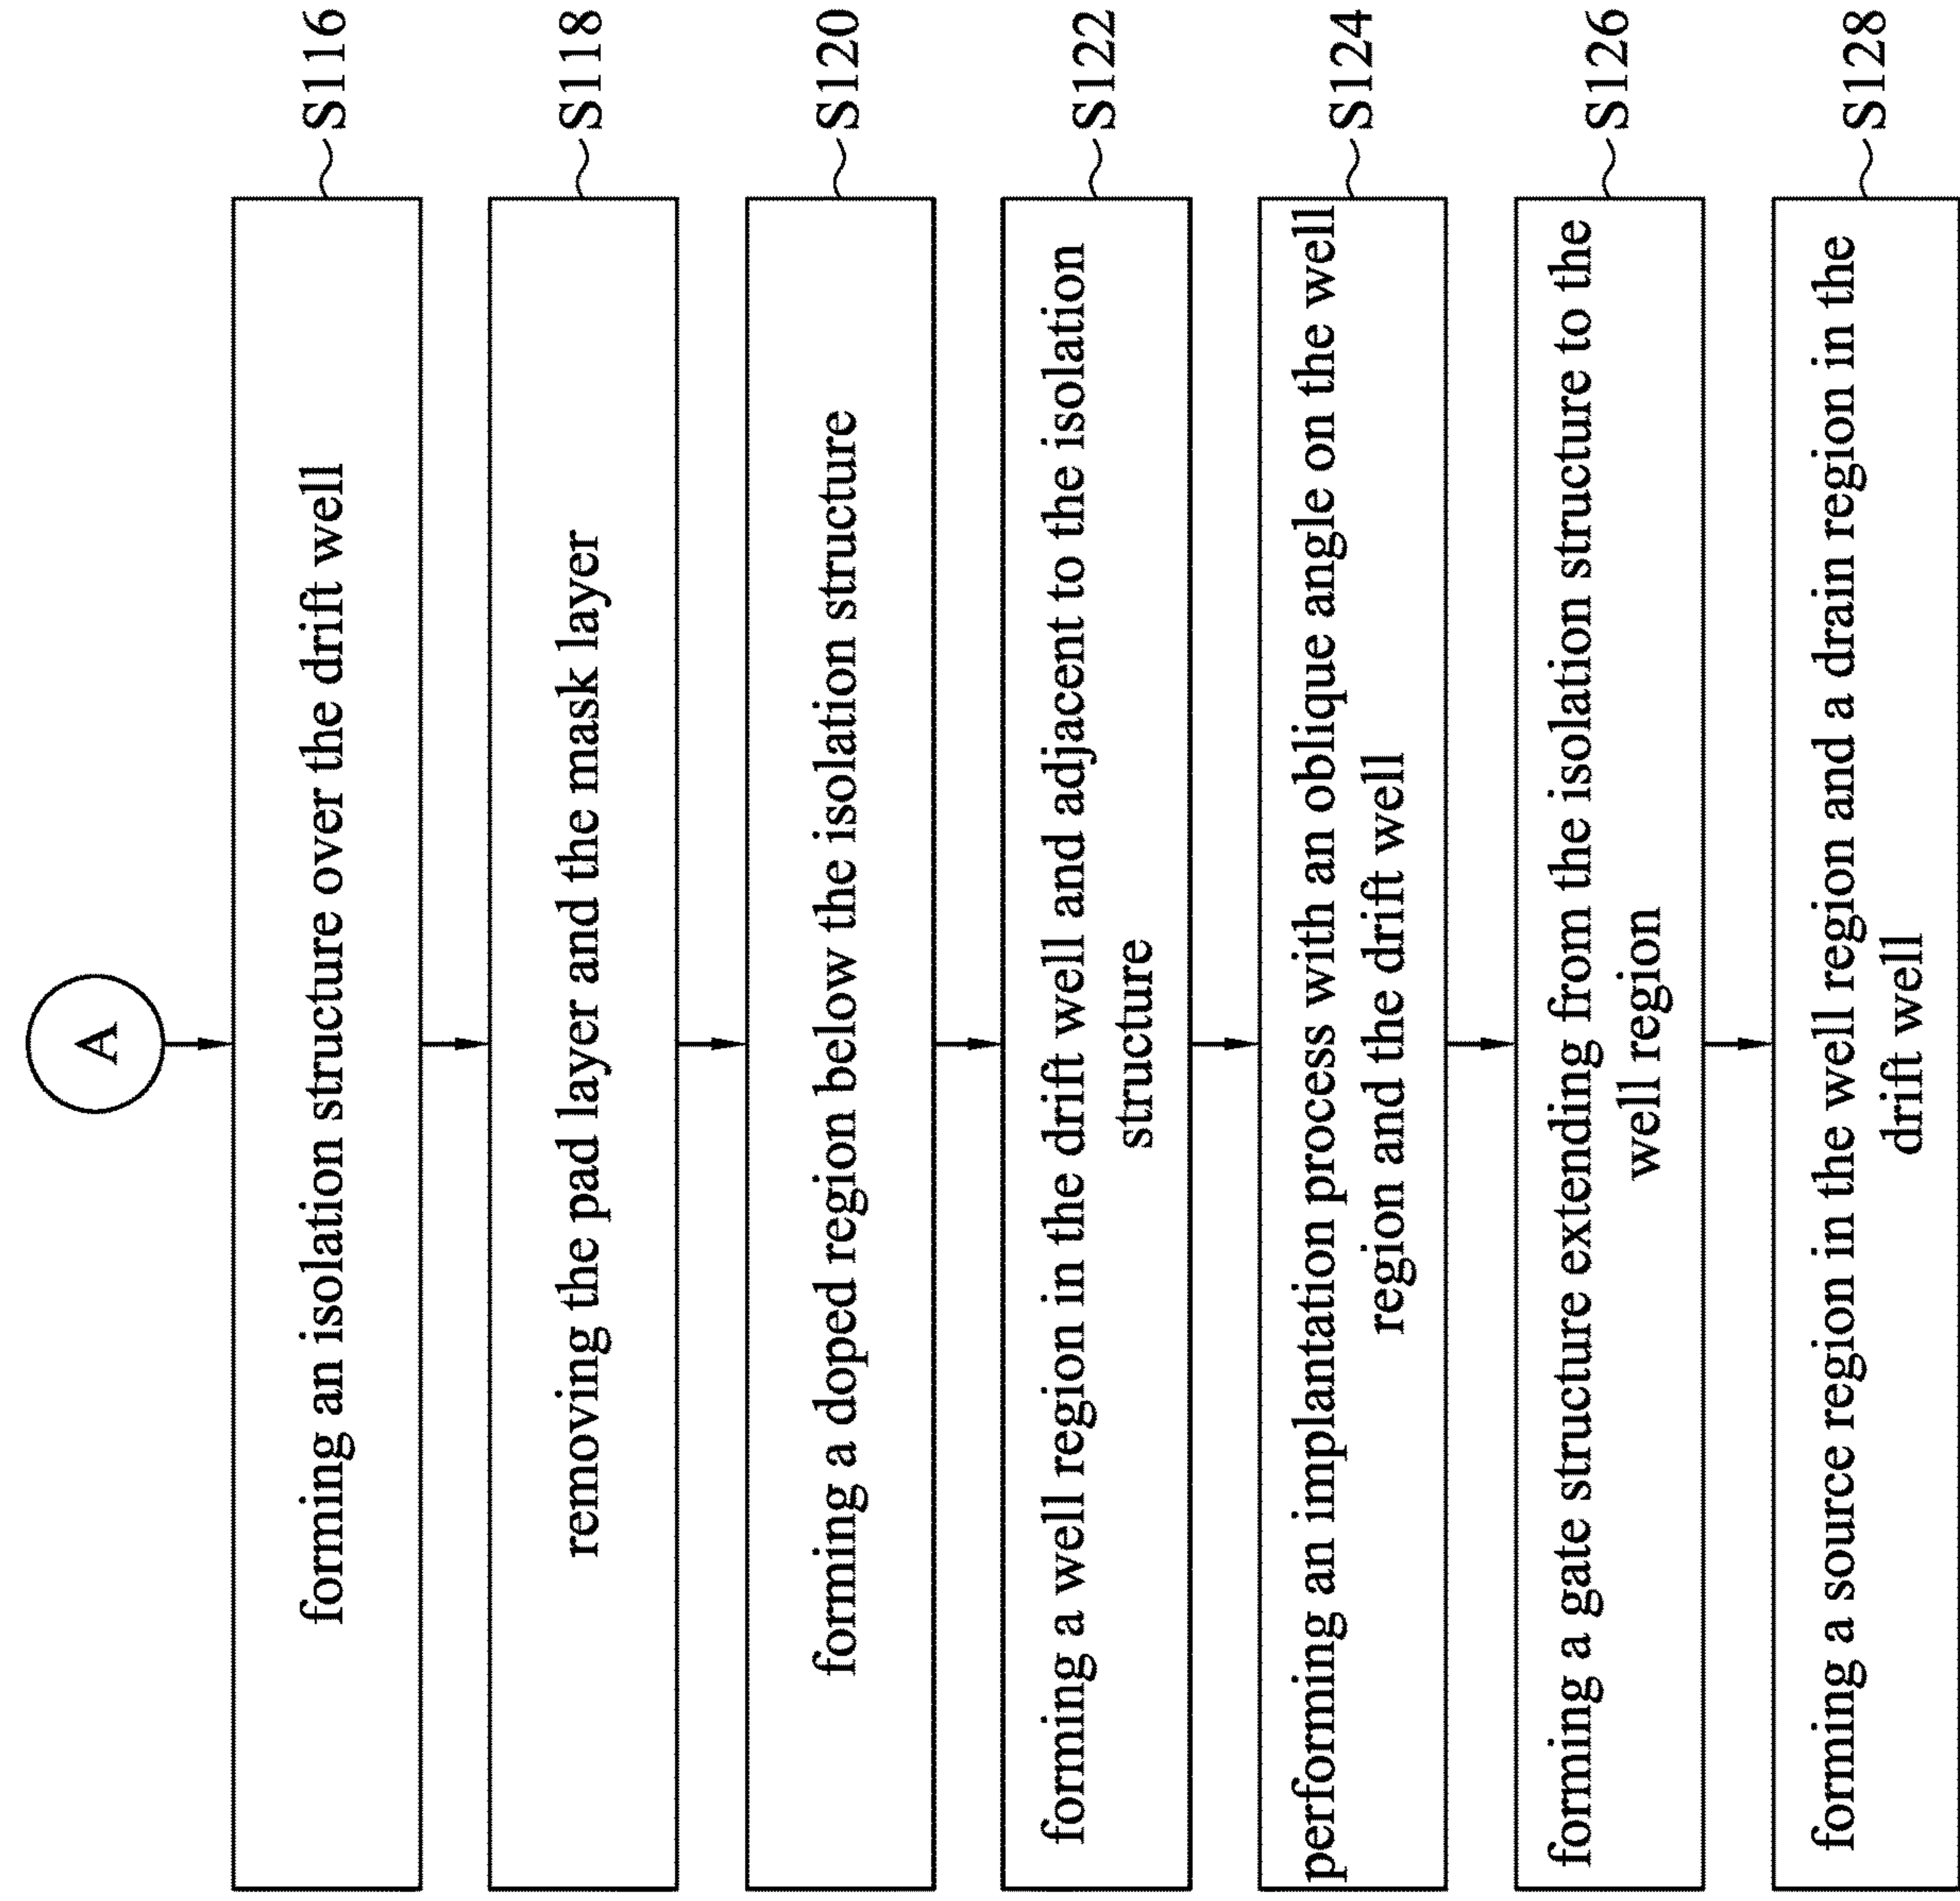 A
forming an isolation structure over the drift well
S116
removing the pad layer and the mask layer
S118
forming a doped region below the isolation structure
S120
forming a well region in the drift well and adjacent to the isolation
structure
S122
performing an implantation process with an oblique angle on the well
region and the drift well
S124
forming a gate structure extending from the isolation structure to the
well region
S126
forming a source region in the well region and a drain region in the
drift well
S128